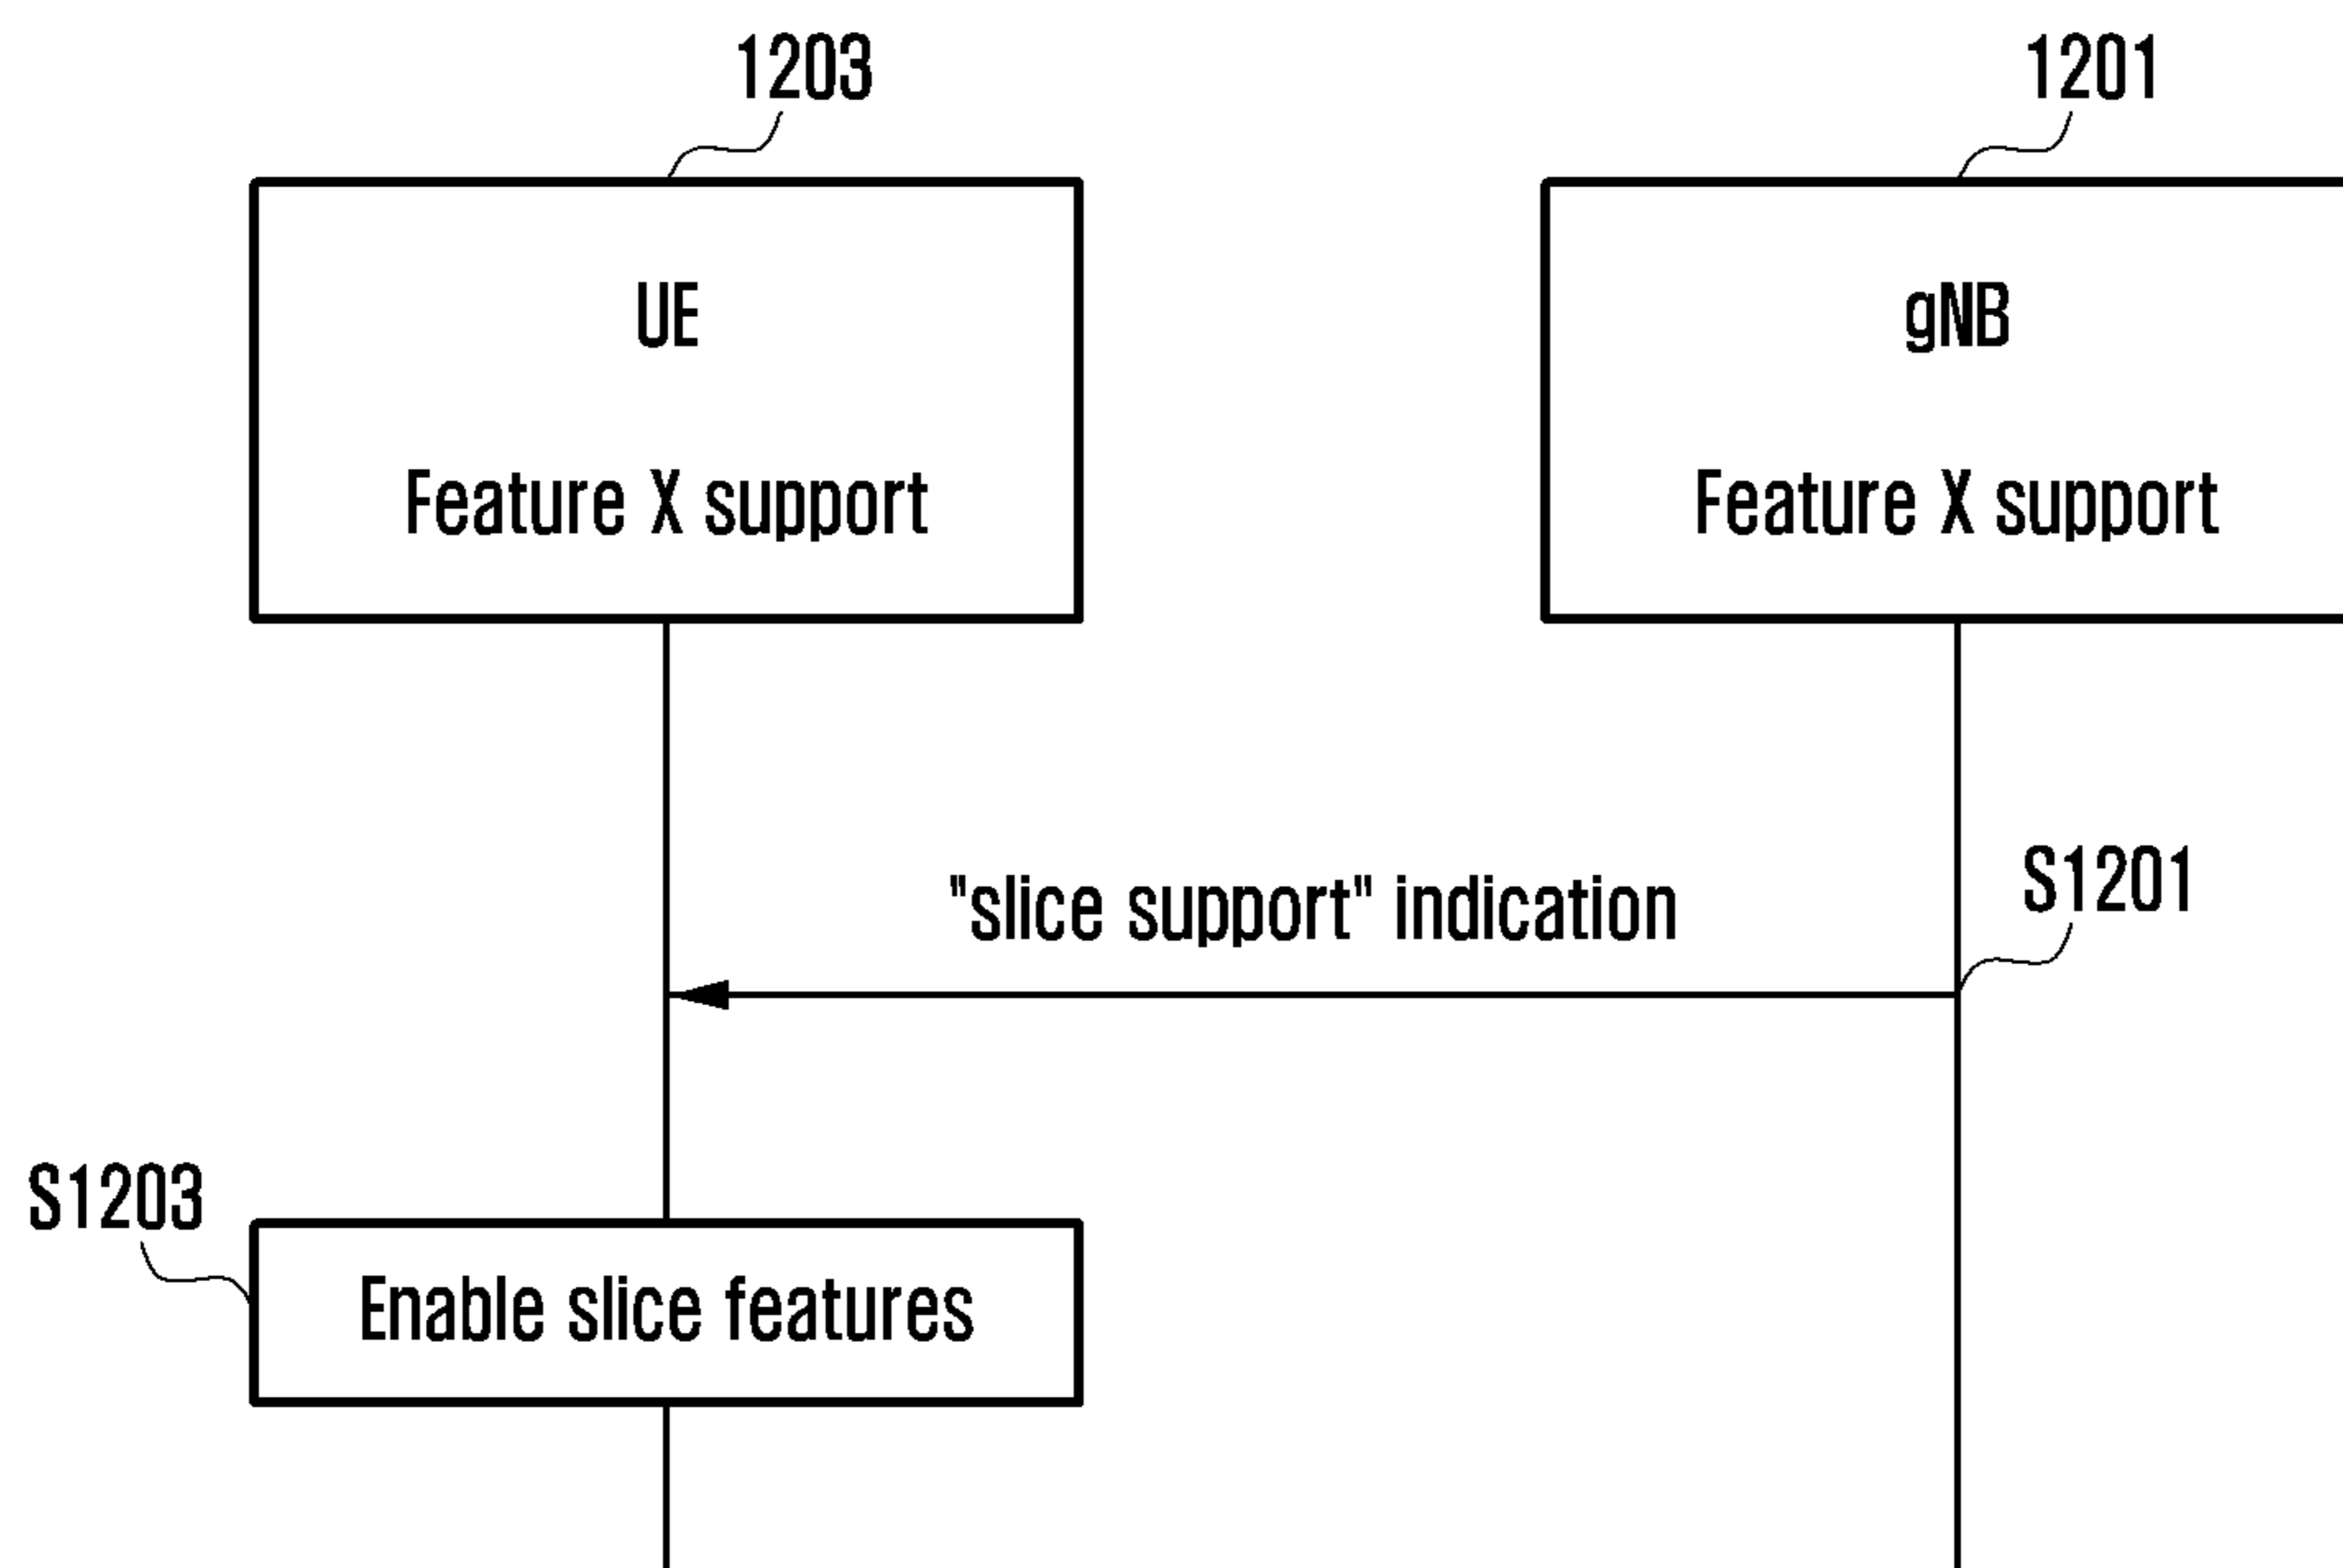 1203
1201
UE
gNB
Feature X support
Feature X support
"slice support" indication
S1201
S1203
Enable slice features